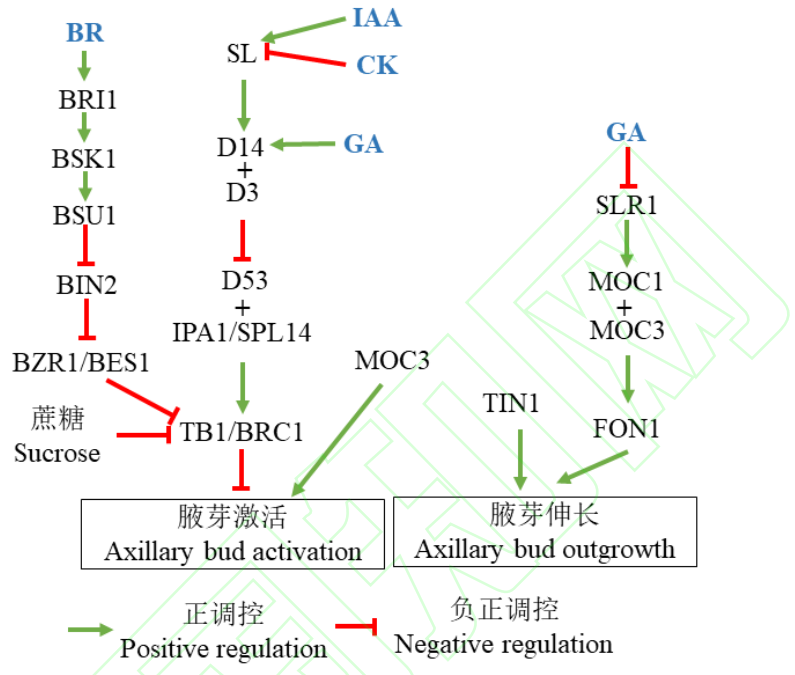 BR
BRI1
BSK1
BSU1
BIN2
BZR1/BES1
蔗糖
Sucrose
IAA
SL
CK
D14
+
D3
GA
D53
+
IPA1/SPL14
TB1/BRC1
MOC3
GA
SLR1
MOC1
+
MOC3
TIN1
FON1
腋芽激活
Axillary bud activation
腋芽伸长
Axillary bud outgrowth
正调控
Positive regulation
负正调控
Negative regulation